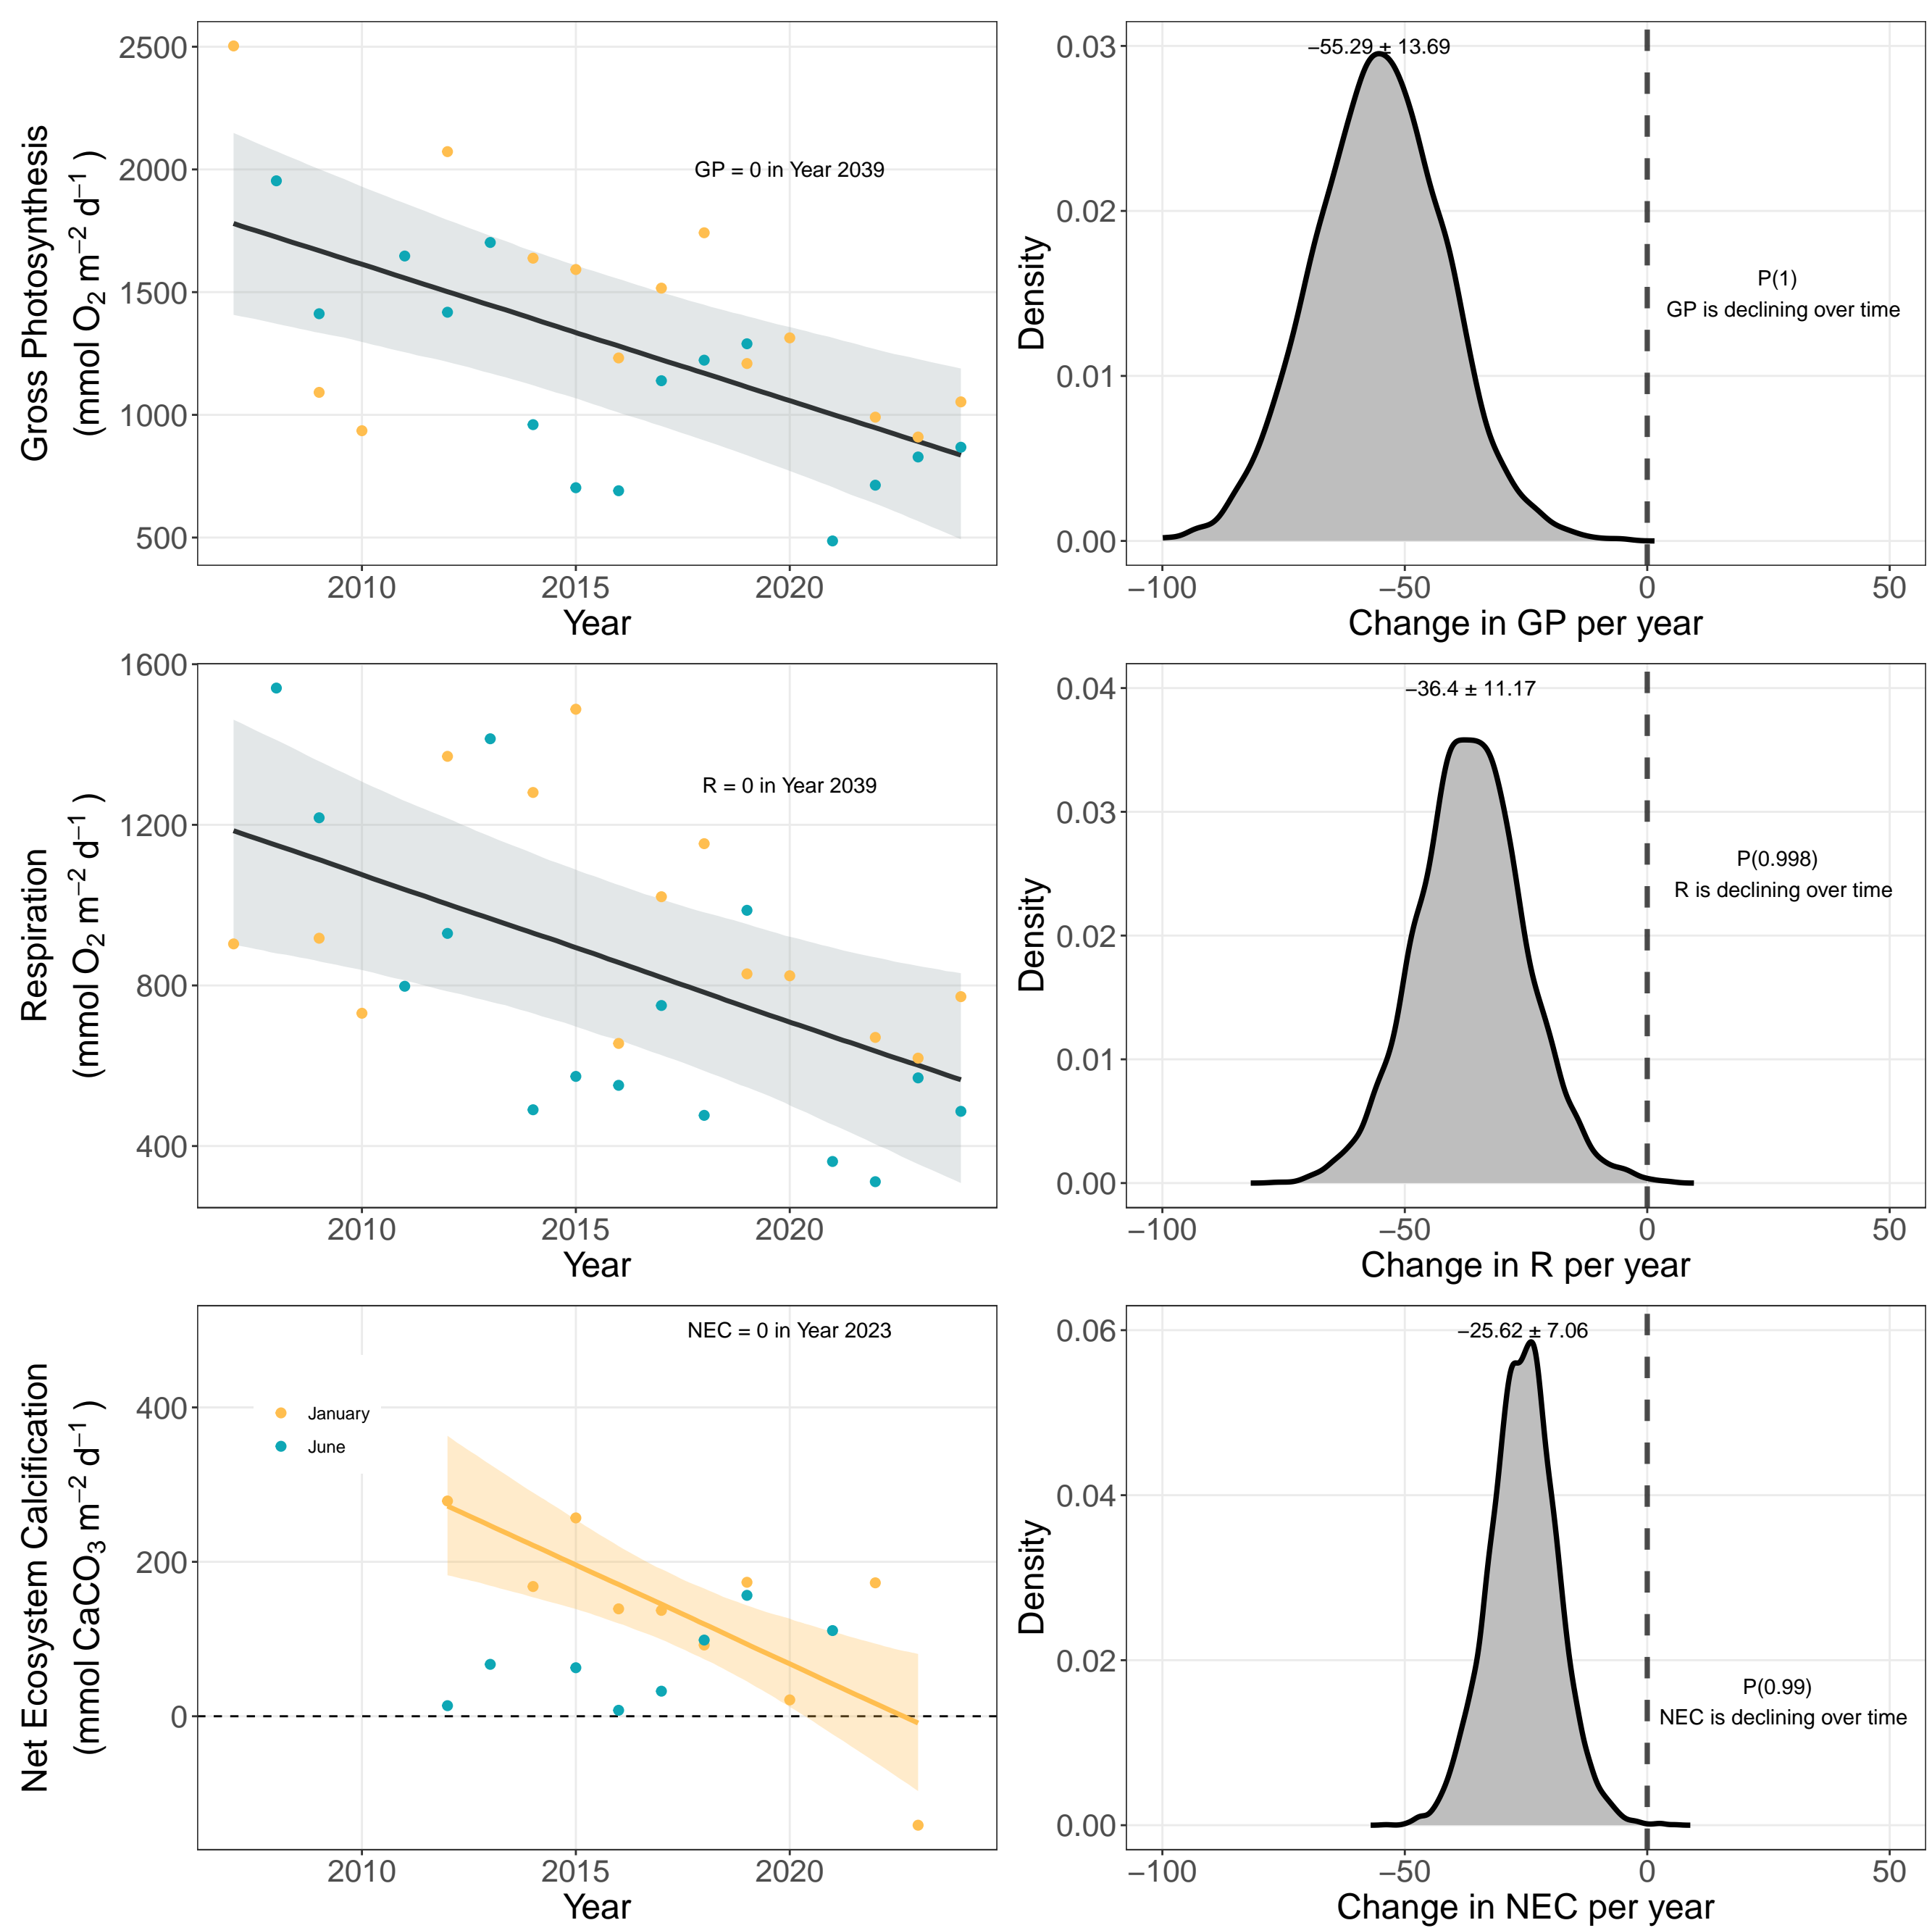 2500
2000
1500
1000
500
Gross Photosynthesis
(mmol O₂ m⁻² d⁻¹ )
GP = 0 in Year 2039
2010
2015
2020
Year
0.03
0.02
0.01
0.00
Density
−55.29 ± 13.69
P(1)
GP is declining over time
−100
−50
0
50
Change in GP per year
1600
1200
800
400
Respiration
(mmol O₂ m⁻² d⁻¹ )
R = 0 in Year 2039
2010
2015
2020
Year
0.04
0.03
0.02
0.01
0.00
Density
−36.4 ± 11.17
P(0.998)
R is declining over time
−100
−50
0
50
Change in R per year
400
200
0
Net Ecosystem Calcification
(mmol CaCO₃ m⁻² d⁻¹ )
NEC = 0 in Year 2023
January
June
2010
2015
2020
Year
0.06
0.04
0.02
0.00
Density
−25.62 ± 7.06
P(0.99)
NEC is declining over time
−100
−50
0
50
Change in NEC per year